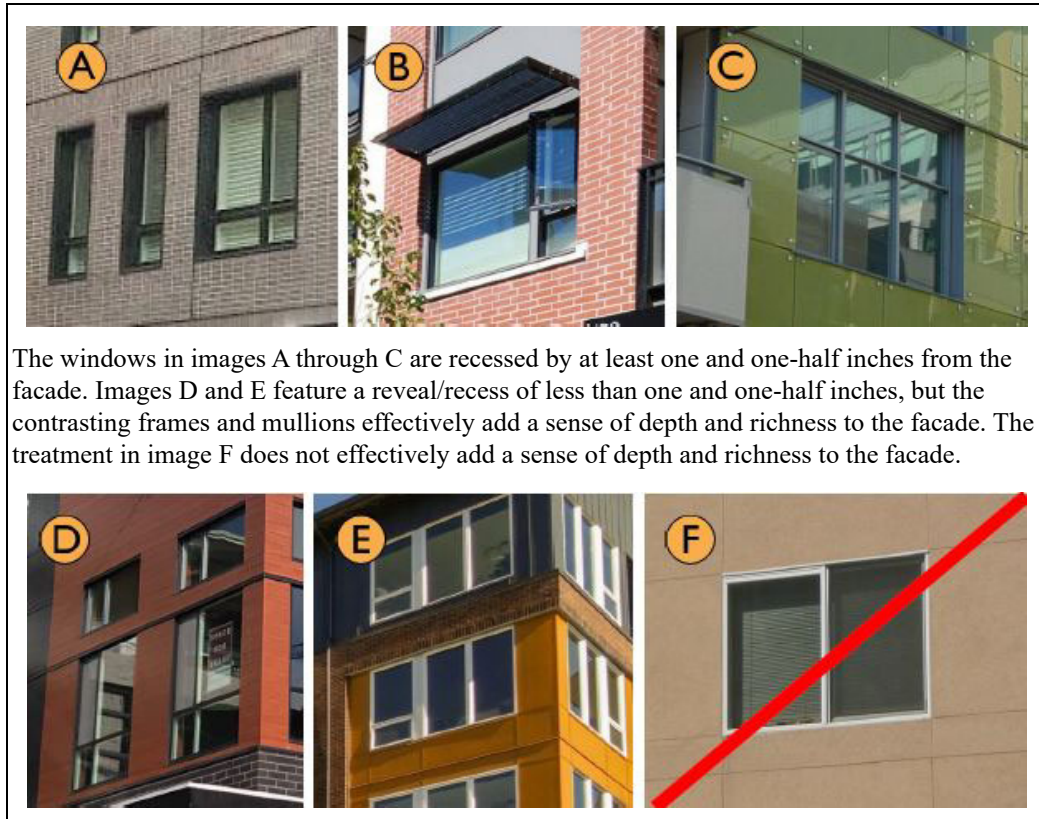 A
B
C
The windows in images A through C are recessed by at least one and one-half inches from the
facade. Images D and E feature a reveal/recess of less than one and one-half inches, but the
contrasting frames and mullions effectively add a sense of depth and richness to the facade. The
treatment in image F does not effectively add a sense of depth and richness to the facade.
D
E
F